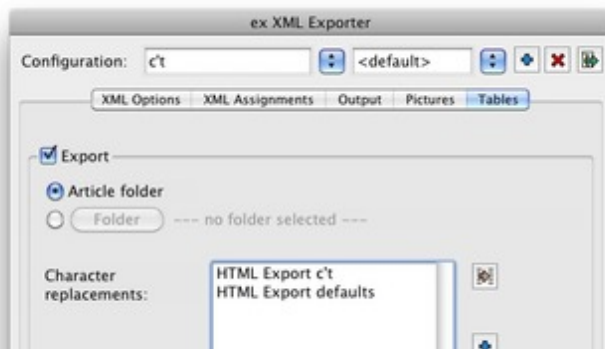 ex XML Exporter
Configuration: c't <default>
XML Options XML Assignments Output Pictures Tables
Export
Article folder
Folder --- no folder selected ---
Character HTML Export c't
replacements: HTML Export defaults